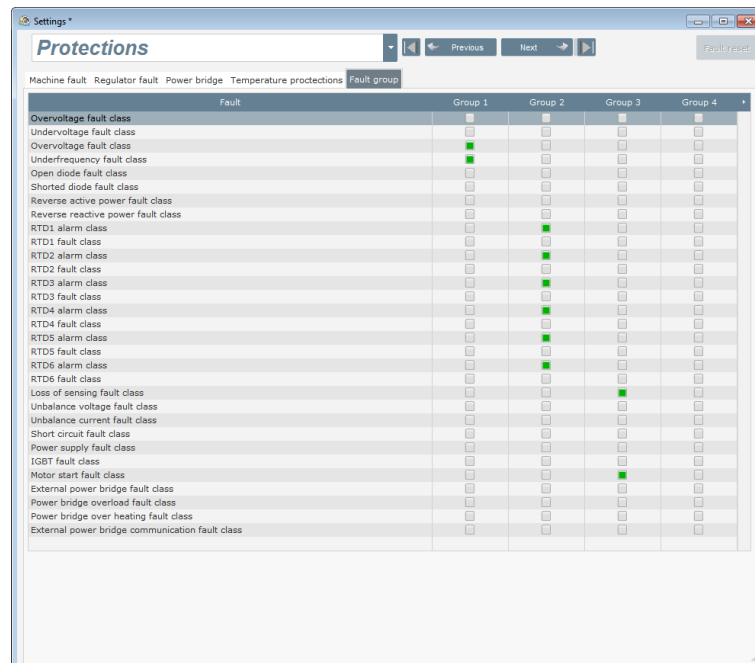 Settings *
Protections
Previous
Next
Fault reset
Machine fault Regulator fault Power bridge Temperature proctections Fault group
Fault Group 1 Group 2 Group 3 Group 4
Overvoltage fault class
Undervoltage fault class
Overvoltage fault class
Underfrequency fault class
Open diode fault class
Shorted diode fault class
Reverse active power fault class
Reverse reactive power fault class
RTD1 alarm class
RTD1 fault class
RTD2 alarm class
RTD2 fault class
RTD3 alarm class
RTD3 fault class
RTD4 alarm class
RTD4 fault class
RTD5 alarm class
RTD5 fault class
RTD6 alarm class
RTD6 fault class
Loss of sensing fault class
Unbalance voltage fault class
Unbalance current fault class
Short circuit fault class
Power supply fault class
IGBT fault class
Motor start fault class
External power bridge fault class
Power bridge overload fault class
Power bridge over heating fault class
External power bridge communication fault class